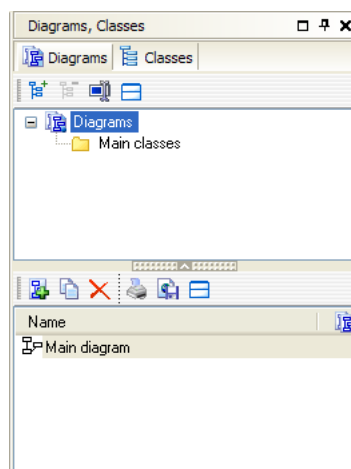 Diagrams, Classes
Diagrams Classes
Diagrams
Main classes
Name
Main diagram